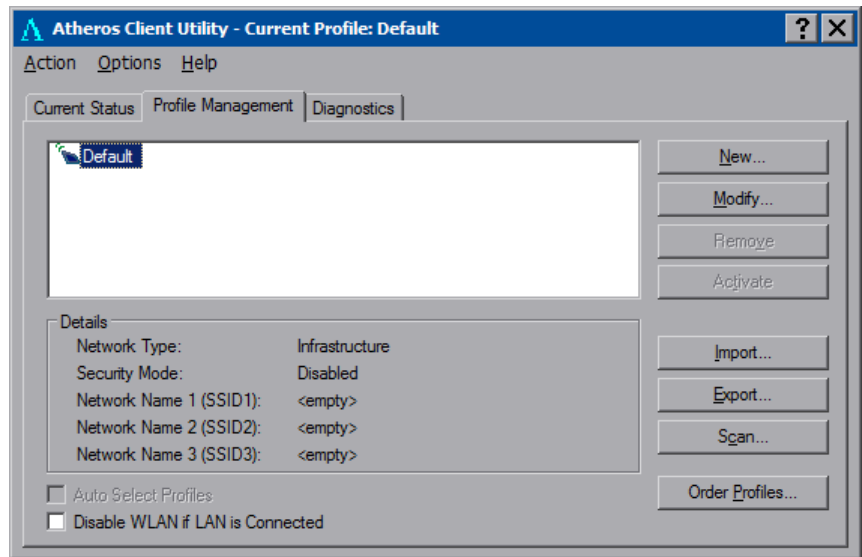 Atheros Client Utility - Current Profile: Default
Action Options Help
Current Status Profile Management Diagnostics
Default
New...
Modify...
Remove
Activate
Details
Network Type: Infrastructure
Security Mode: Disabled
Network Name 1 (SSID1): <empty>
Network Name 2 (SSID2): <empty>
Network Name 3 (SSID3): <empty>
Import...
Export...
Scan...
Order Profiles...
Auto Select Profiles
Disable WLAN if LAN is Connected